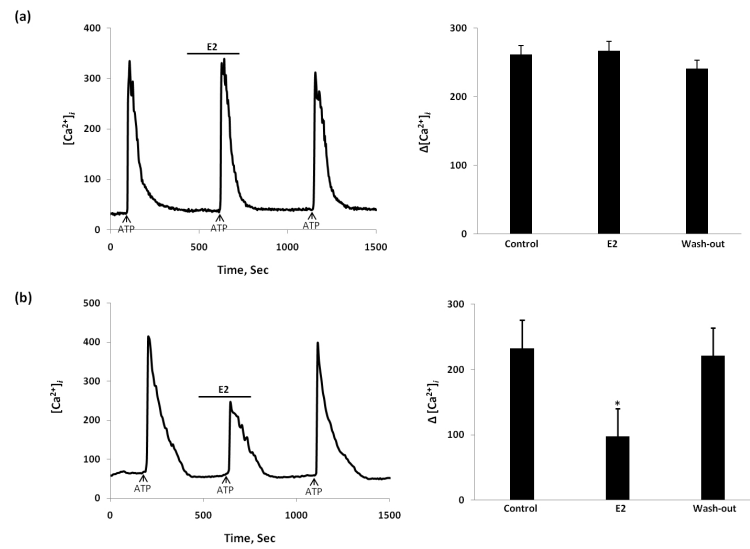 (a)
400
300
200
100
0
[Ca²⁺]ᵢ
E2
ATP
ATP
ATP
0
500
1000
1500
Time, Sec
300
200
100
0
Δ[Ca²⁺]ᵢ
Control
E2
Wash-out
(b)
500
400
300
200
100
0
[Ca²⁺]ᵢ
E2
ATP
ATP
ATP
0
500
1000
1500
Time, Sec
300
200
100
0
Δ [Ca²⁺]ᵢ
*
Control
E2
Wash-out